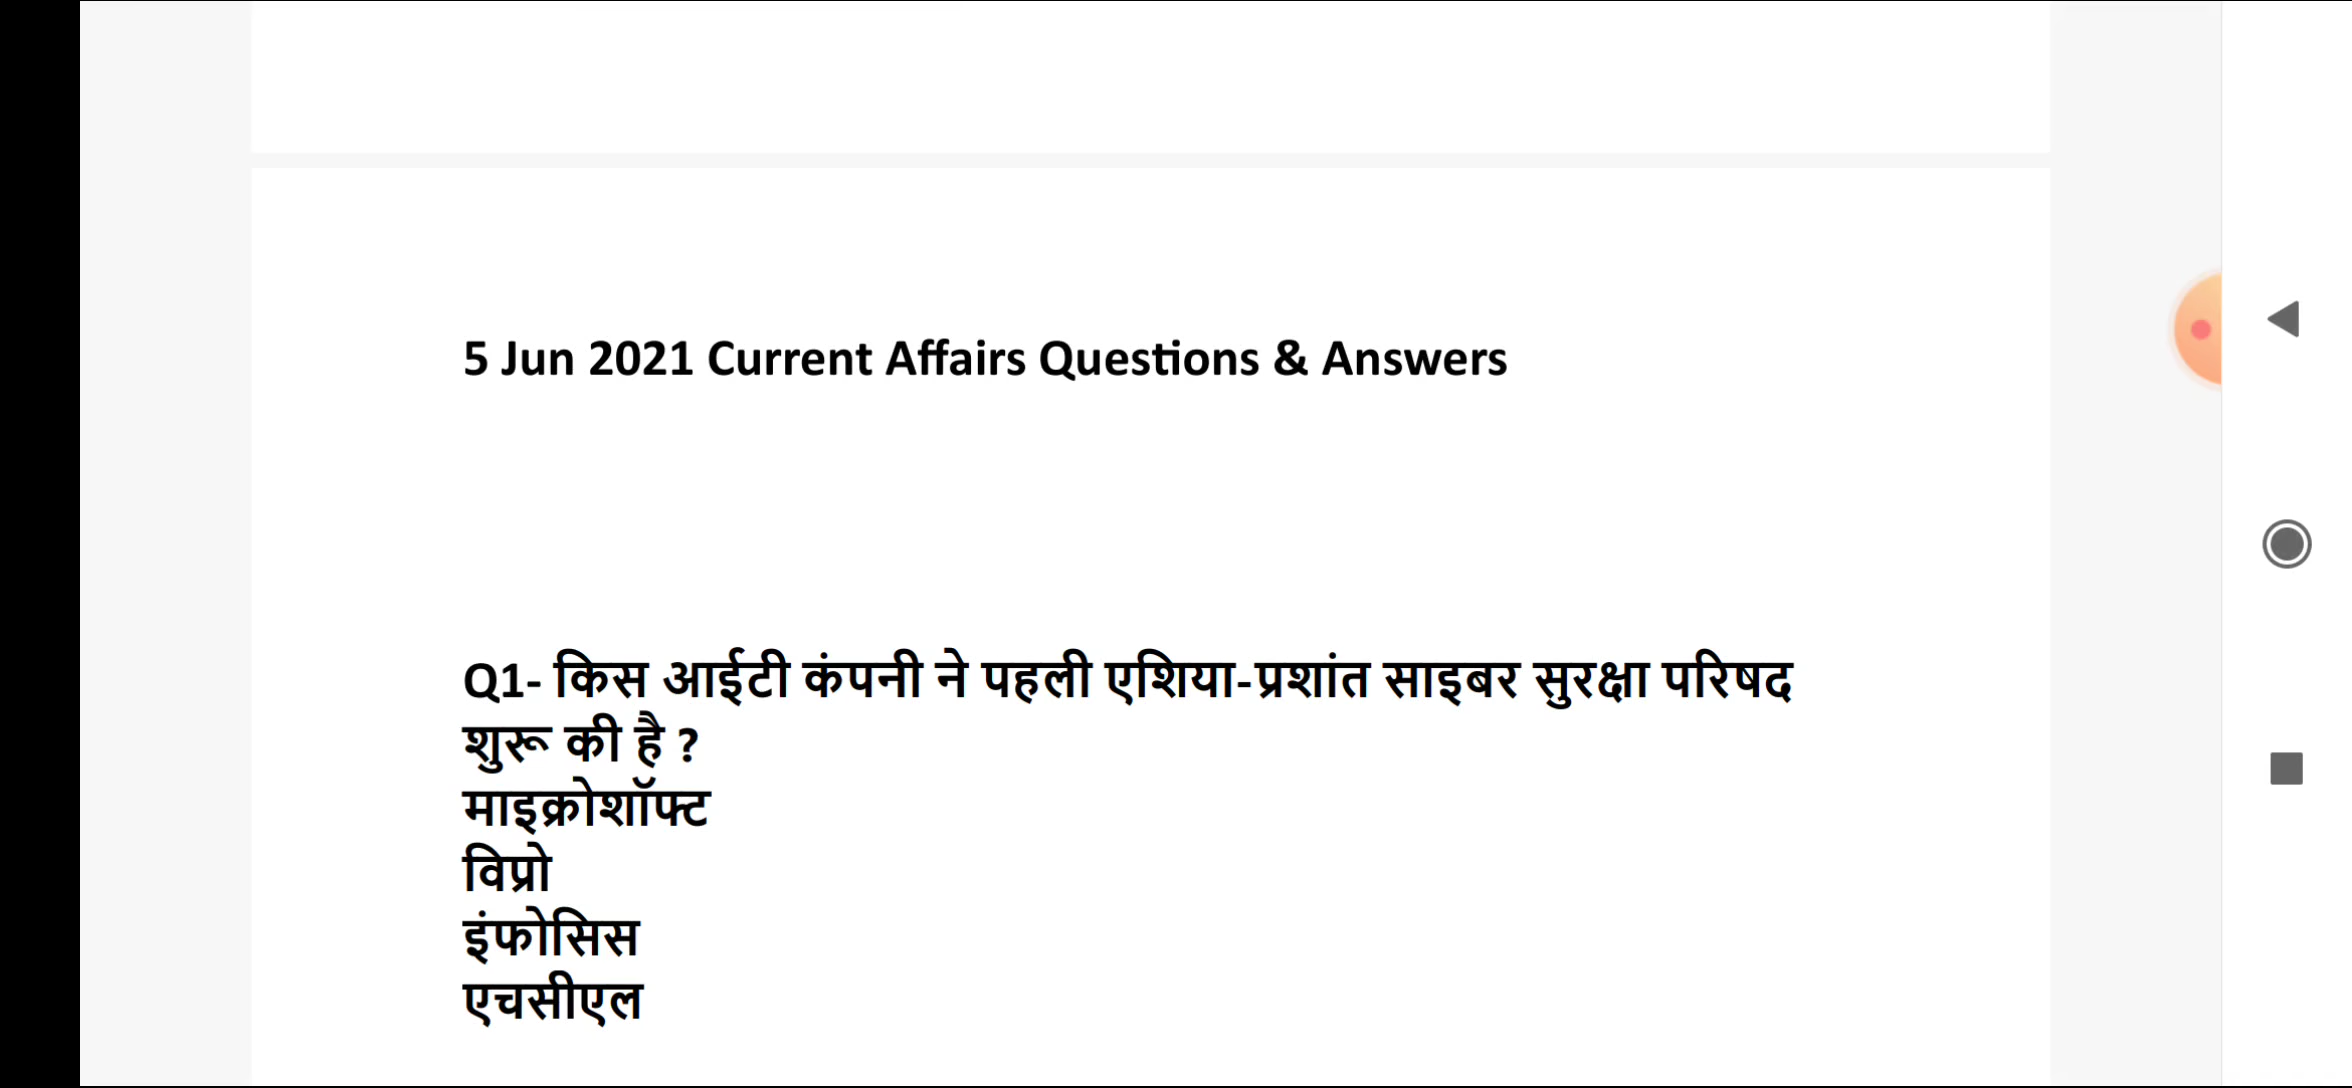 5 Jun 2021 Current Affairs Questions & Answers
Q1- किस आईटी कंपनी ने पहली एशिया-प्रशांत साइबर सुरक्षा परिषद
शुरू की है ?
माइक्रोशॉफ्ट
विप्रो
इंफोसिस
एचसीएल